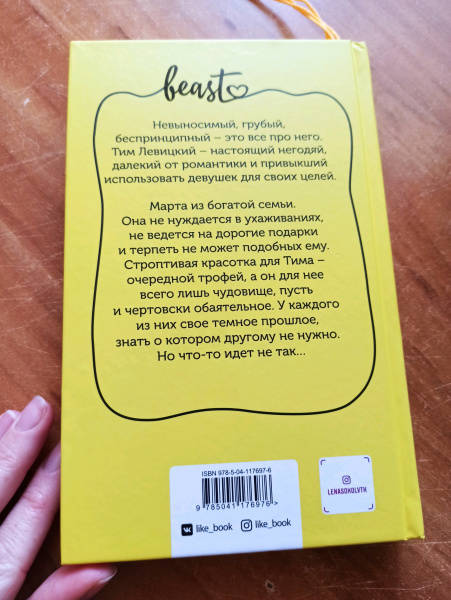 beast
Невыносимый, грубый,
беспринципный – это все про него.
Тим Левицкий – настоящий негодяй,
далекий от романтики и привыкший
использовать девушек для своих целей.
Марта из богатой семьи.
Она не нуждается в ухаживаниях,
не ведется на дорогие подарки
и терпеть не может подобных ему.
Строптивая красотка для Тима –
очередной трофей, а он для нее
всего лишь чудовище, пусть
и чертовски обаятельное. У каждого
из них свое темное прошлое,
знать о котором другому не нужно.
Но что-то идет не так...
ISBN 978-5-04-117697-6
9 785041 176976 >
like_book like_book
LENASOKOLVTH